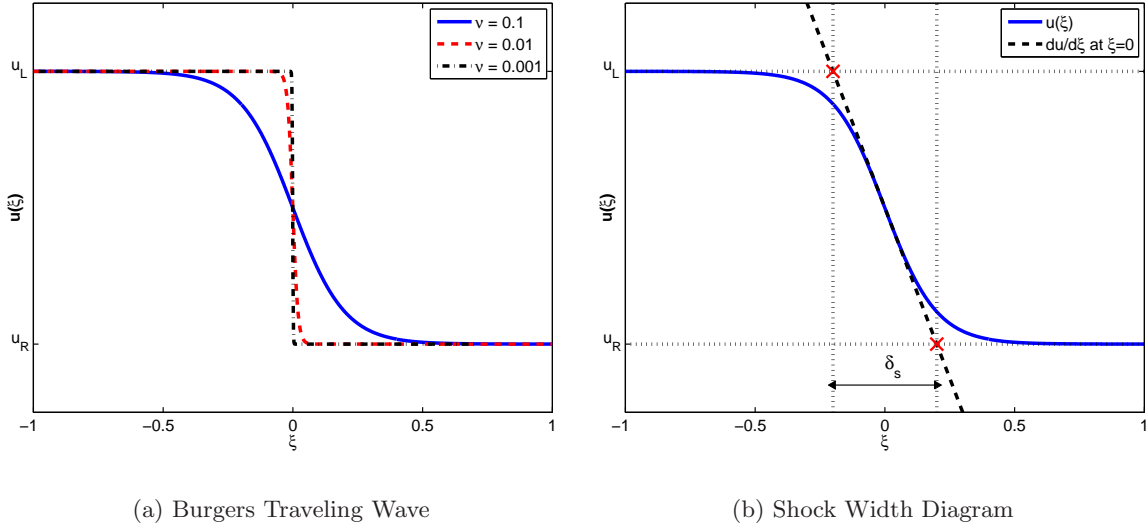 ν = 0.1
ν = 0.01
ν = 0.001
u_L
u(ξ)
u_R
-1
-0.5
0
0.5
1
ξ
(a) Burgers Traveling Wave
u(ξ)
du/dξ at ξ=0
u_L
u(ξ)
u_R
δ_s
-1
-0.5
0
0.5
1
ξ
(b) Shock Width Diagram